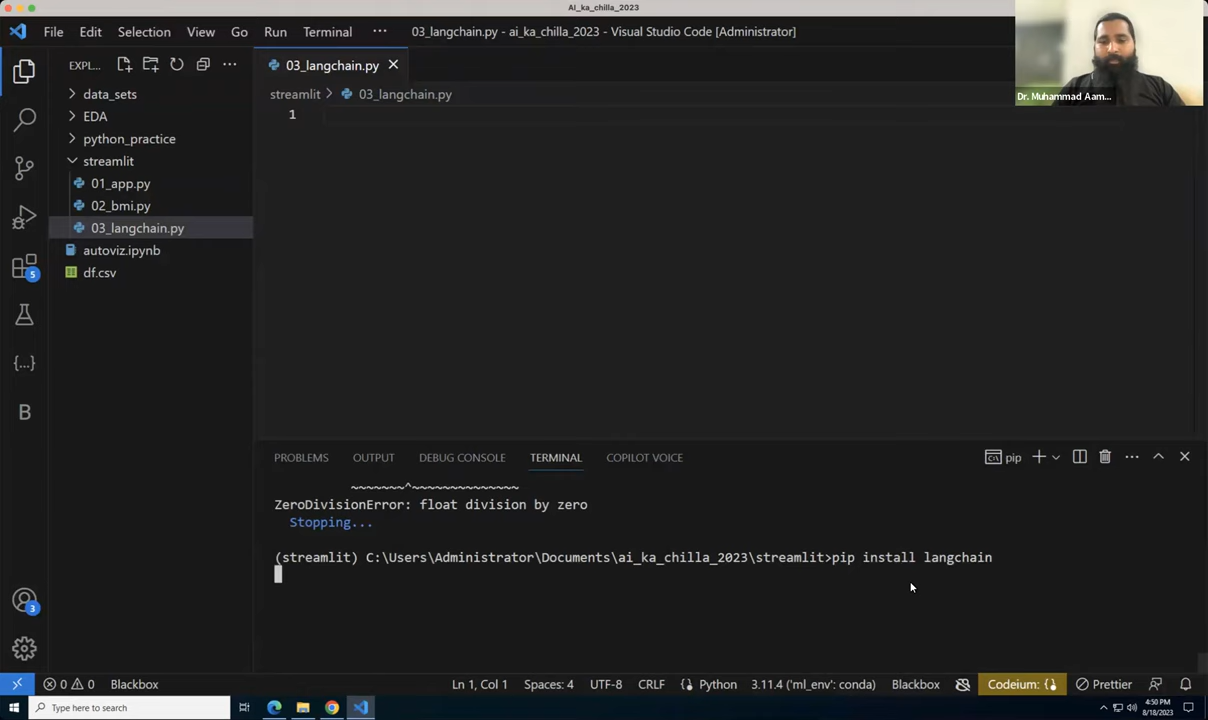 AI_ka_chilla_2023
File Edit Selection View Go Run Terminal ··· 03_langchain.py - ai_ka_chilla_2023 - Visual Studio Code [Administrator]
Dr. Muhammad Aam...
EXPL... ···
03_langchain.py
streamlit > 03_langchain.py
data_sets
EDA
python_practice
streamlit
01_app.py
02_bmi.py
03_langchain.py
autoviz.ipynb
df.csv
1
5
{...}
B
3
PROBLEMS OUTPUT DEBUG CONSOLE TERMINAL COPILOT VOICE
pip
~~~~~~~^~~~~~~~~~~~~~~
ZeroDivisionError: float division by zero
Stopping...
(streamlit) C:\Users\Administrator\Documents\ai_ka_chilla_2023\streamlit>pip install langchain
0 0 Blackbox Ln 1, Col 1 Spaces: 4 UTF-8 CRLF Python 3.11.4 ('ml_env': conda) Blackbox Codeium: {} Prettier
Type here to search
4:50 PM
8/18/2023